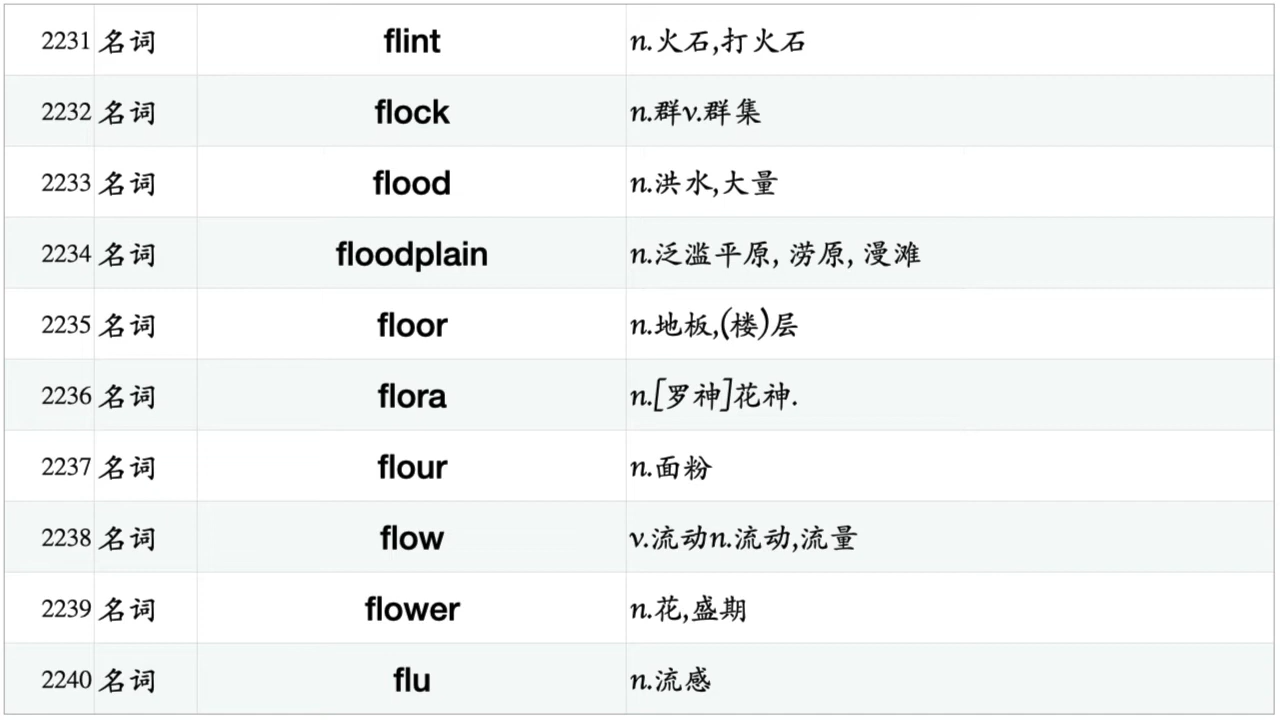 2231 名词 flint n.火石,打火石
2232 名词 flock n.群v.群集
2233 名词 flood n.洪水,大量
2234 名词 floodplain n.泛滥平原, 涝原, 漫滩
2235 名词 floor n.地板,(楼)层
2236 名词 flora n.[罗神]花神.
2237 名词 flour n.面粉
2238 名词 flow v.流动n.流动,流量
2239 名词 flower n.花,盛期
2240 名词 flu n.流感